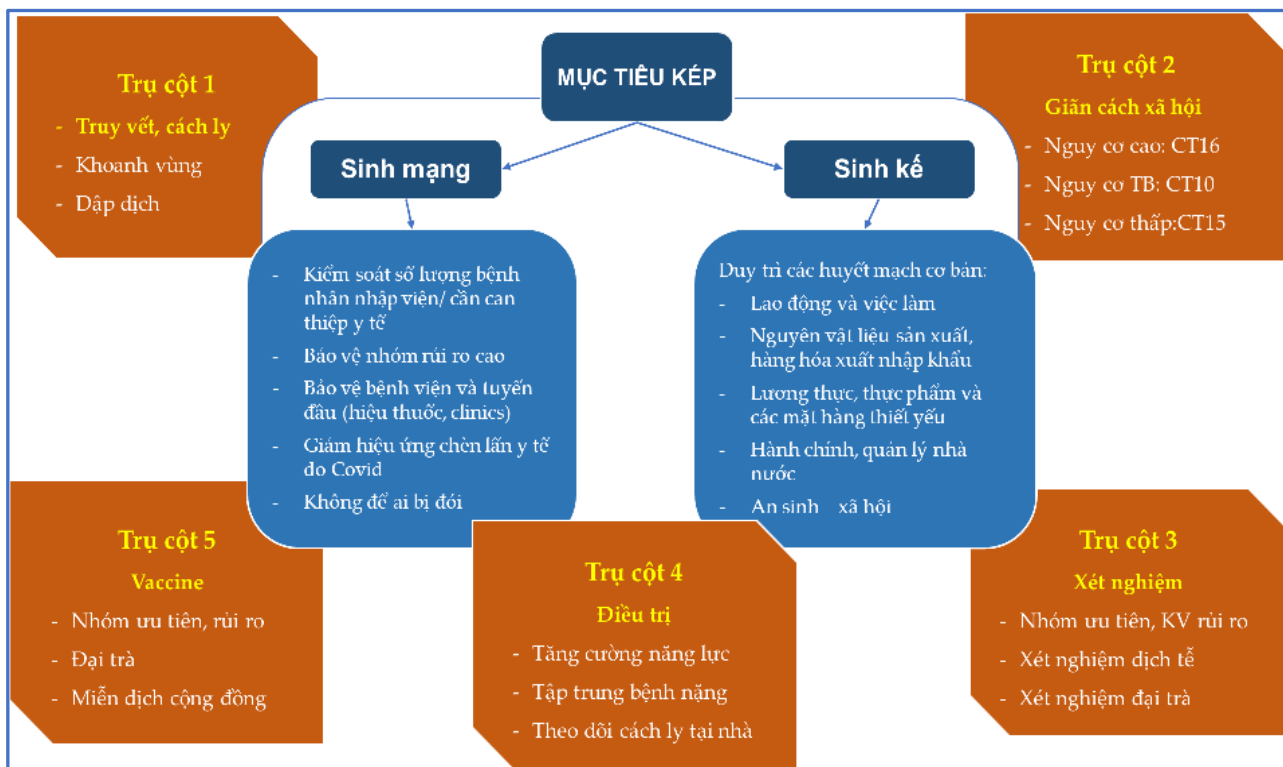 MỤC TIÊU KÉP
Trụ cột 1
- Truy vết, cách ly
- Khoanh vùng
- Dập dịch
Trụ cột 2
Giãn cách xã hội
- Nguy cơ cao: CT16
- Nguy cơ TB: CT10
- Nguy cơ thấp:CT15
Sinh mạng
Sinh kế
- Kiểm soát số lượng bệnh
nhân nhập viện/ cần can
thiệp y tế
- Bảo vệ nhóm rủi ro cao
- Bảo vệ bệnh viện và tuyến
đầu (hiệu thuốc, clinics)
- Giảm hiệu ứng chèn lấn y tế
do Covid
- Không để ai bị đói
Duy trì các huyết mạch cơ bản:
- Lao động và việc làm
- Nguyên vật liệu sản xuất,
hàng hóa xuất nhập khẩu
- Lương thực, thực phẩm và
các mặt hàng thiết yếu
- Hành chính, quản lý nhà
nước
- An sinh xã hội
Trụ cột 5
Vaccine
- Nhóm ưu tiên, rủi ro
- Đại trà
- Miễn dịch cộng đồng
Trụ cột 4
Điều trị
- Tăng cường năng lực
- Tập trung bệnh nặng
- Theo dõi cách ly tại nhà
Trụ cột 3
Xét nghiệm
- Nhóm ưu tiên, KV rủi ro
- Xét nghiệm dịch tễ
- Xét nghiệm đại trà